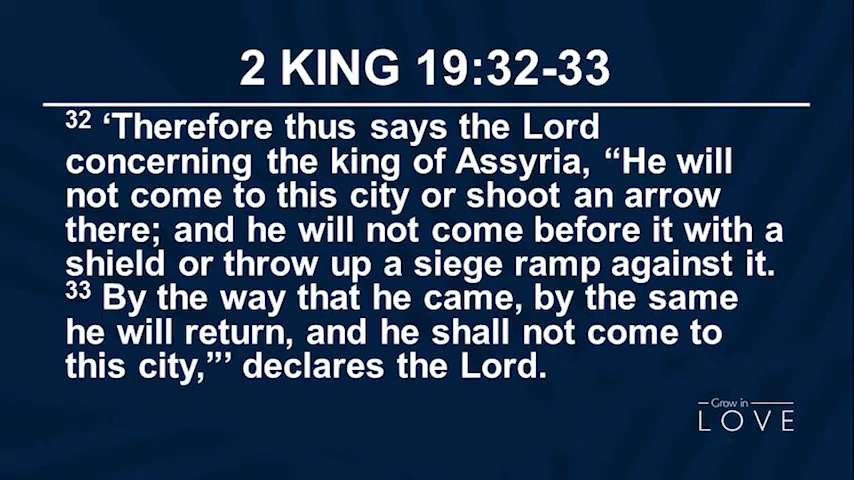 2 KING 19:32-33
32 ‘Therefore thus says the Lord
concerning the king of Assyria, “He will
not come to this city or shoot an arrow
there; and he will not come before it with a
shield or throw up a siege ramp against it.
33 By the way that he came, by the same
he will return, and he shall not come to
this city,”’ declares the Lord.
Grow in
LOVE